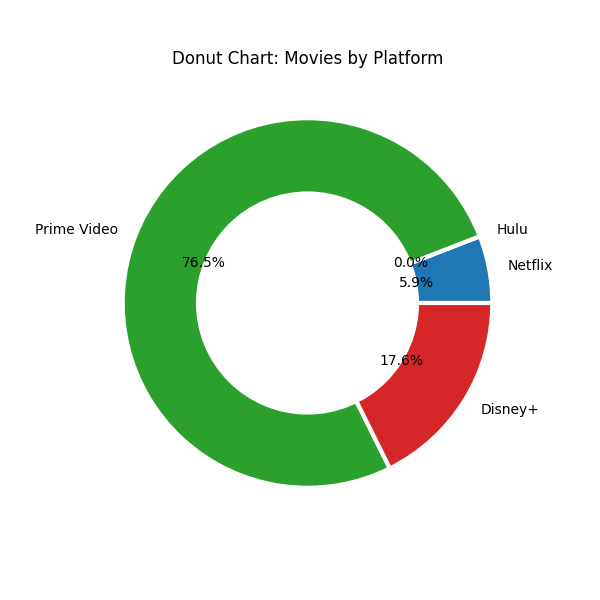 Donut Chart: Movies by Platform
Hulu
Prime Video
0.0%
76.5%
Netflix
5.9%
17.6%
Disney+